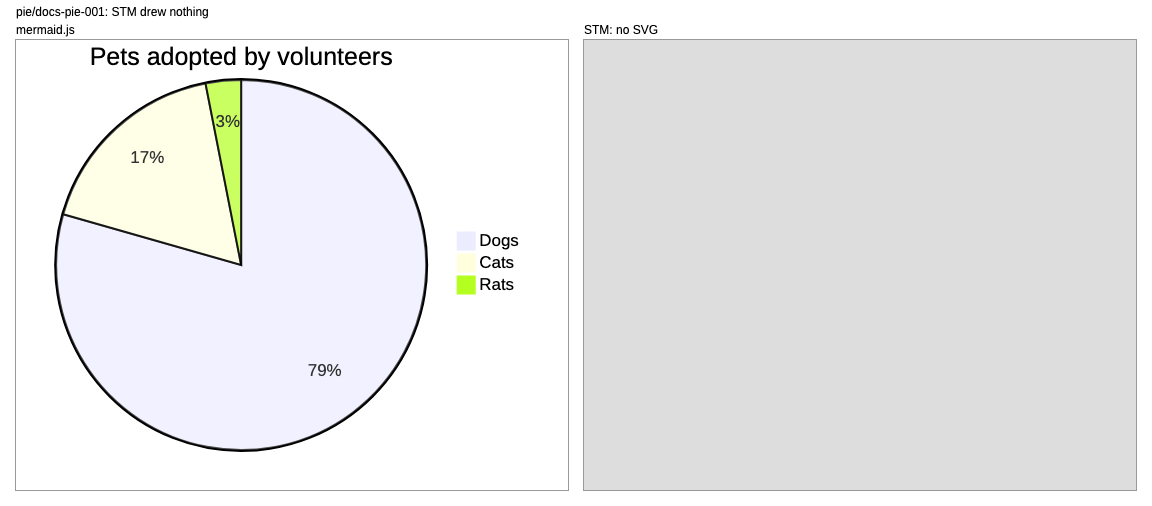 pie/docs-pie-001: STM drew nothing
mermaid.js
STM: no SVG
Pets adopted by volunteers
3%
17%
79%
Dogs
Cats
Rats